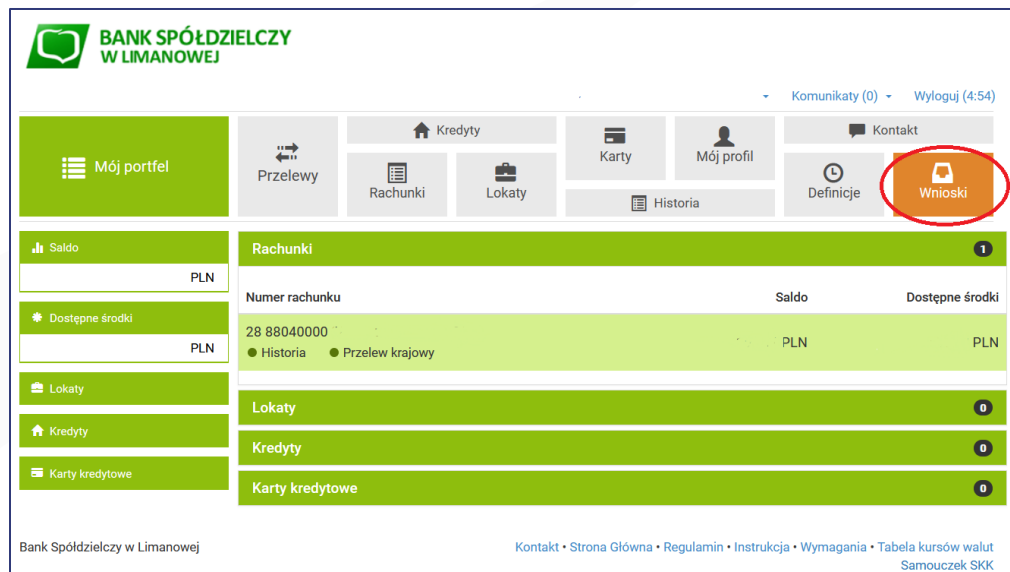 BANK SPÓŁDZIELCZY
W LIMANOWEJ
Komunikaty (0)
Wyloguj (4:54)
Mój portfel
Przelewy
Kredyty
Rachunki
Lokaty
Karty
Mój profil
Historia
Kontakt
Definicje
Wnioski
Saldo
PLN
Dostępne środki
PLN
Lokaty
Kredyty
Karty kredytowe
Rachunki 1
Numer rachunku Saldo Dostępne środki
28 88040000 PLN PLN
Historia Przelew krajowy
Lokaty 0
Kredyty 0
Karty kredytowe 0
Bank Spółdzielczy w Limanowej
Kontakt • Strona Główna • Regulamin • Instrukcja • Wymagania • Tabela kursów walut
Samouczek SKK